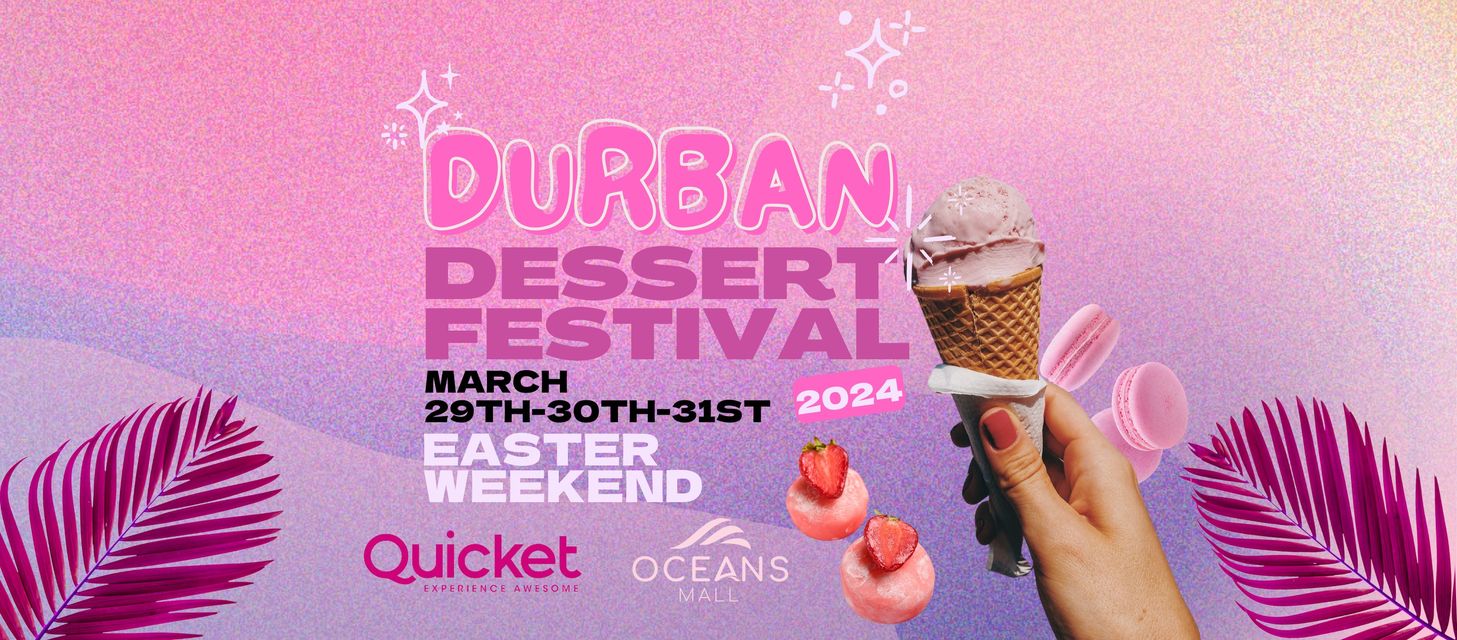 DURBAN
DESSERT
FESTIVAL
MARCH
29TH-30TH-31ST
2024
EASTER
WEEKEND
Quicket
EXPERIENCE AWESOME
OCEANS
MALL